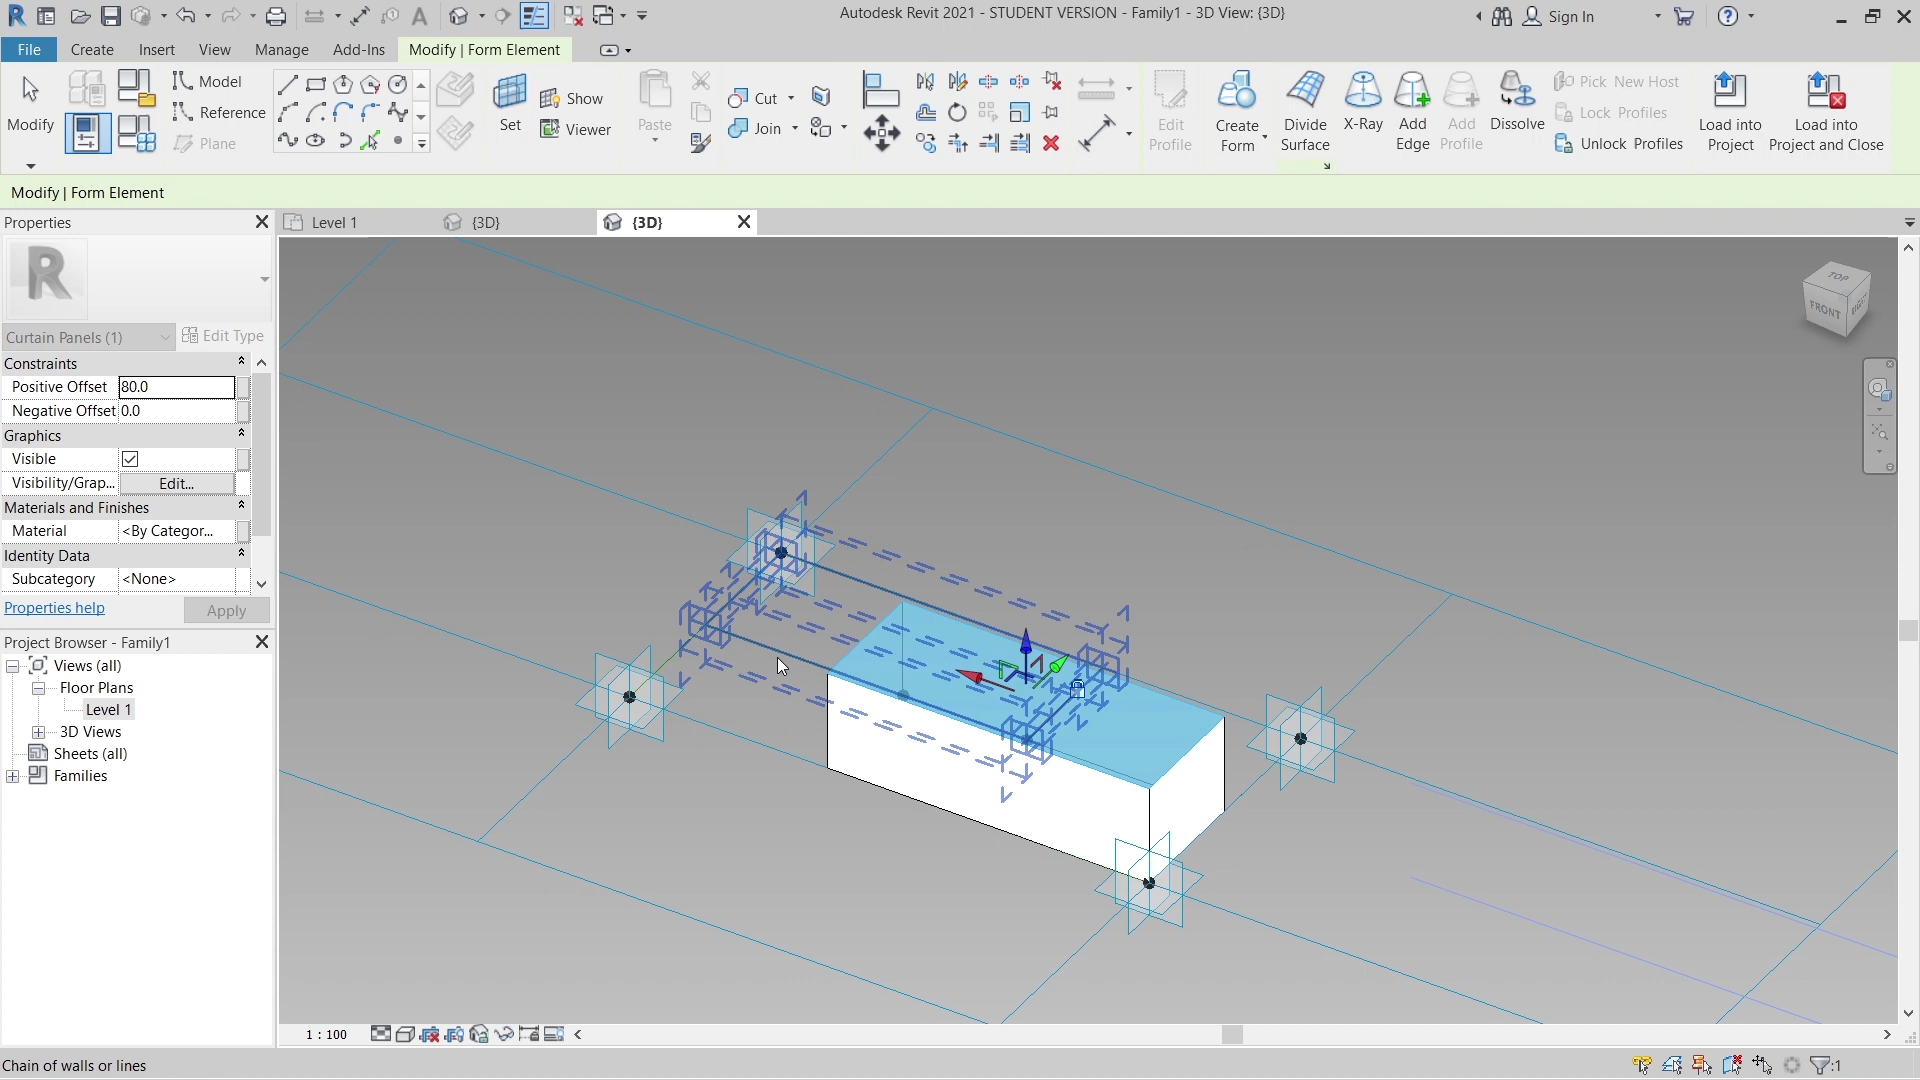 Autodesk Revit 2021 - STUDENT VERSION - Family1 - 3D View: {3D}
Sign In
File
Create
Insert
View
Manage
Add-Ins
Modify | Form Element
Modify
Model
Reference
Plane
Set
Show
Viewer
Paste
Cut
Join
Edit Profile
Create Form
Divide Surface
X-Ray
Add Edge
Add Profile
Dissolve
Pick New Host
Lock Profiles
Unlock Profiles
Load into Project
Load into Project and Close
Modify | Form Element
Properties
Level 1
{3D}
{3D}
R
Curtain Panels (1)
Edit Type
Constraints
Positive Offset 80.0
Negative Offset 0.0
Graphics
Visible
Visibility/Grap... Edit...
Materials and Finishes
Material <By Categor...
Identity Data
Subcategory <None>
Properties help
Apply
Project Browser - Family1
Views (all)
Floor Plans
Level 1
3D Views
Sheets (all)
Families
TOP
FRONT
RIGHT
1 : 100
Chain of walls or lines
:1